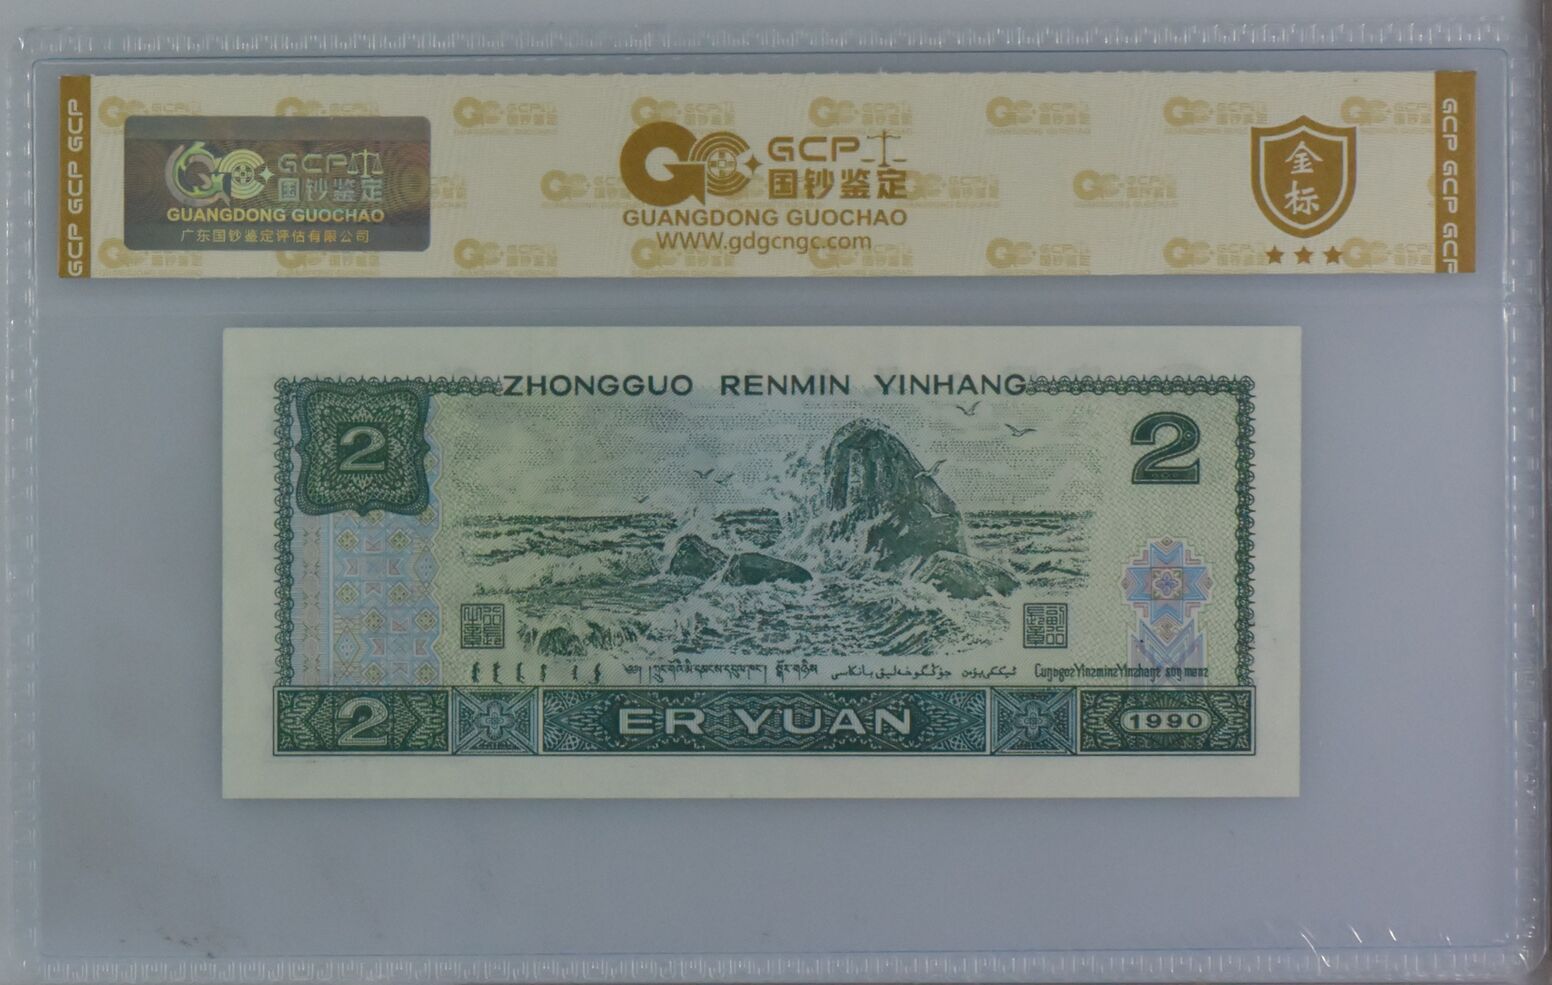 GCP GCP GCP
GCP
国钞鉴定
GUANGDONG GUOCHAO
广东国钞鉴定评估有限公司
GCP
国钞鉴定
GUANGDONG GUOCHAO
WWW.gdgcngc.com
金
标
GCP GCP GCP
ZHONGGUO RENMIN YINHANG
2
2
2
ER YUAN
1990